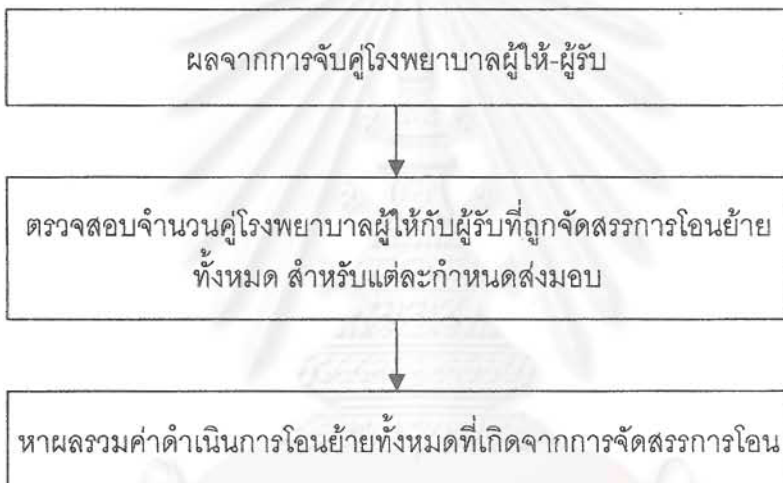 ผลจากการจับคู่โรงพยาบาลผู้ให้-ผู้รับ
ตรวจสอบจำนวนคู่โรงพยาบาลผู้ให้กับผู้รับที่ถูกจัดสรรการโอนย้าย
ทั้งหมด สำหรับแต่ละกำหนดส่งมอบ
หาผลรวมค่าดำเนินการโอนย้ายทั้งหมดที่เกิดจากการจัดสรรการโอน